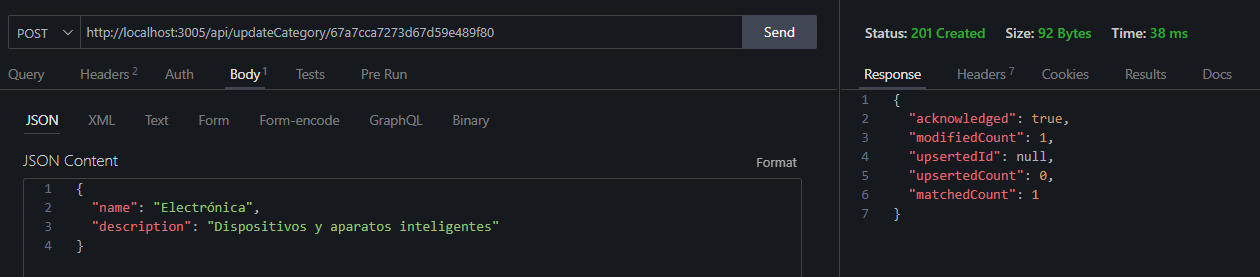 POST http://localhost:3005/api/updateCategory/67a7cca7273d67d59e489f80 Send
Query Headers 2 Auth Body 1 Tests Pre Run
JSON XML Text Form Form-encode GraphQL Binary
JSON Content Format
1 {
2 "name": "Electrónica",
3 "description": "Dispositivos y aparatos inteligentes"
4 }
Status: 201 Created Size: 92 Bytes Time: 38 ms
Response Headers 7 Cookies Results Docs
1 {
2 "acknowledged": true,
3 "modifiedCount": 1,
4 "upsertedId": null,
5 "upsertedCount": 0,
6 "matchedCount": 1
7 }